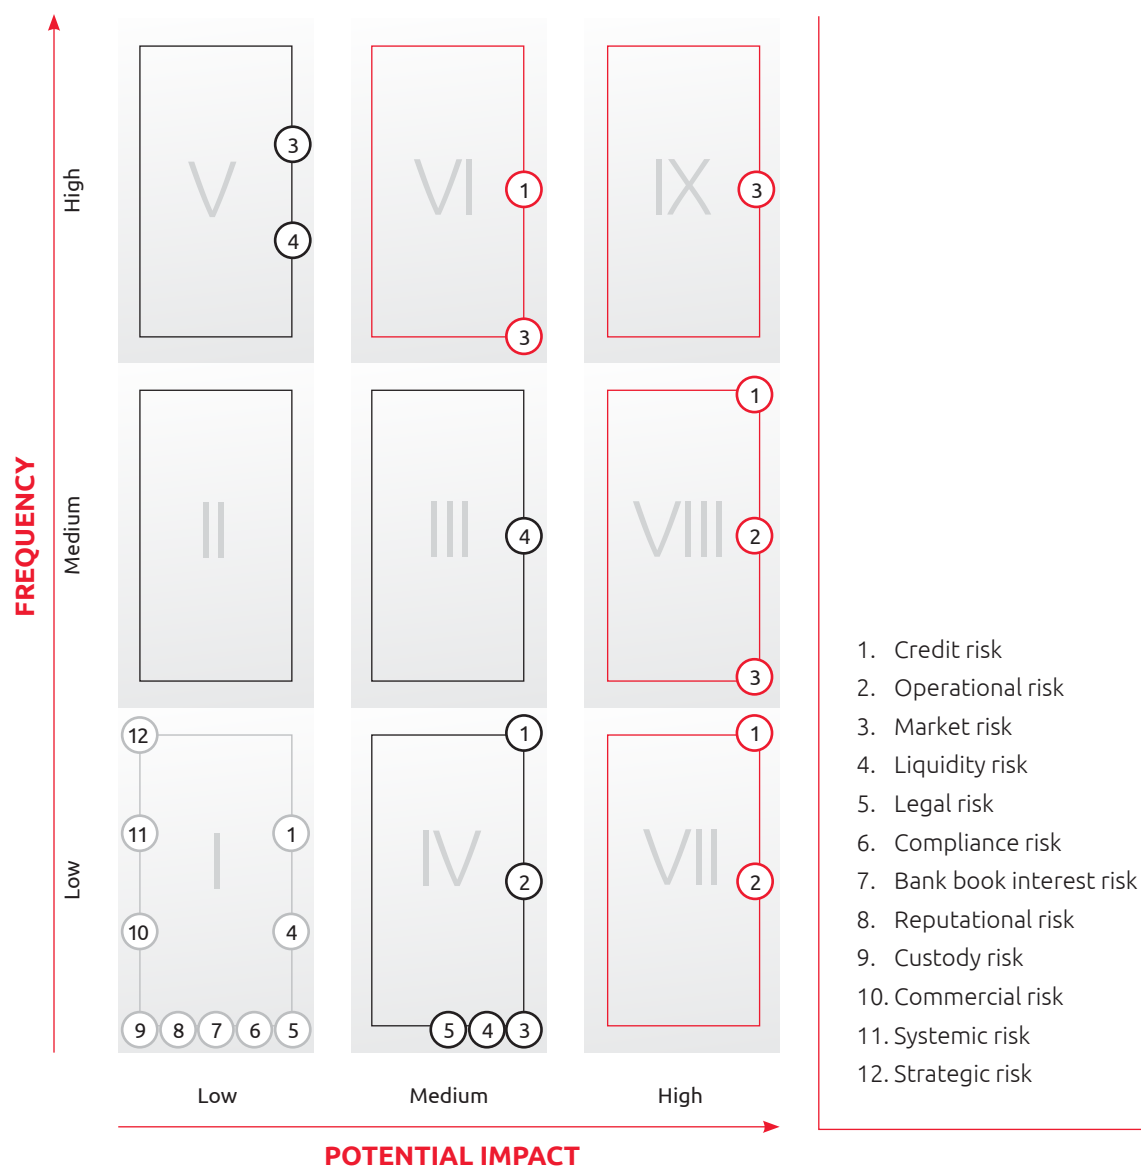 FREQUENCY
High
V
3
4
VI
1
3
IX
3
Medium
II
III
4
VIII
1
2
3
Low
I
12
11
1
10
4
9
8
7
6
5
IV
1
2
5
4
3
VII
1
2
Low
Medium
High
POTENTIAL IMPACT
1. Credit risk
2. Operational risk
3. Market risk
4. Liquidity risk
5. Legal risk
6. Compliance risk
7. Bank book interest risk
8. Reputational risk
9. Custody risk
10. Commercial risk
11. Systemic risk
12. Strategic risk